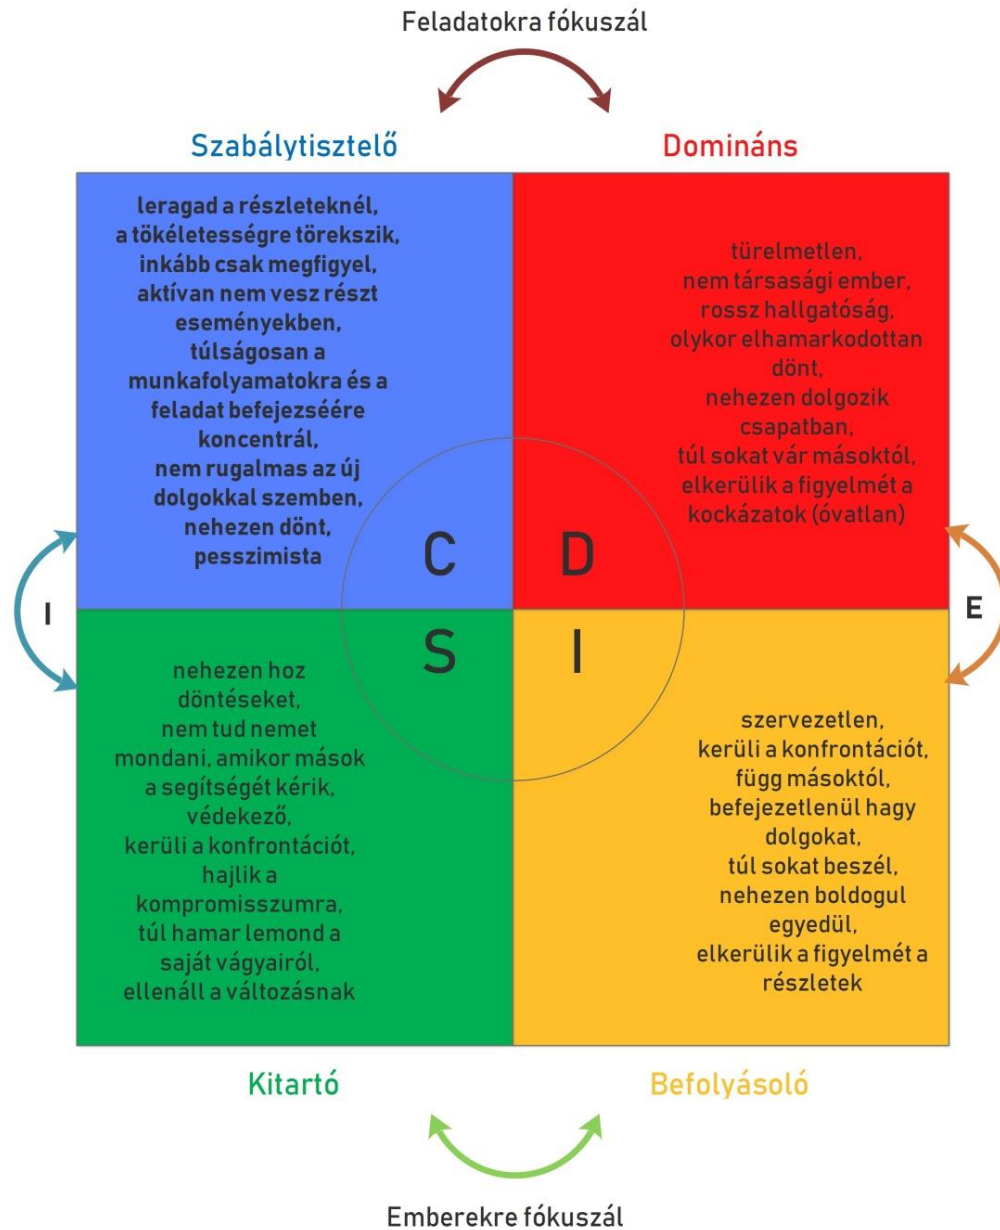 Feladatokra fókuszál
Szabálytisztelő
Domináns
leragad a részleteknél,
a tökéletességre törekszik,
inkább csak megfigyel,
aktívan nem vesz részt
eseményekben,
túlságosan a
munkafolyamatokra és a
feladat befejezséére
koncentrál,
nem rugalmas az új
dolgokkal szemben,
nehezen dönt,
pesszimista
türelmetlen,
nem társasági ember,
rossz hallgatóság,
olykor elhamarkodottan
dönt,
nehezen dolgozik
csapatban,
túl sokat vár másoktól,
elkerülik a figyelmét a
kockázatok (óvatlan)
C
D
I
E
S
I
nehezen hoz
döntéseket,
nem tud nemet
mondani, amikor mások
a segítségét kérik,
védekező,
kerüli a konfrontációt,
hajlik a
kompromisszumra,
túl hamar lemond a
saját vágyairól,
ellenáll a változásnak
szervezetlen,
kerüli a konfrontációt,
függ másoktól,
befejezetlenül hagy
dolgokat,
túl sokat beszél,
nehezen boldogul
egyedül,
elkerülik a figyelmét a
részletek
Kitartó
Befolyásoló
Emberekre fókuszál